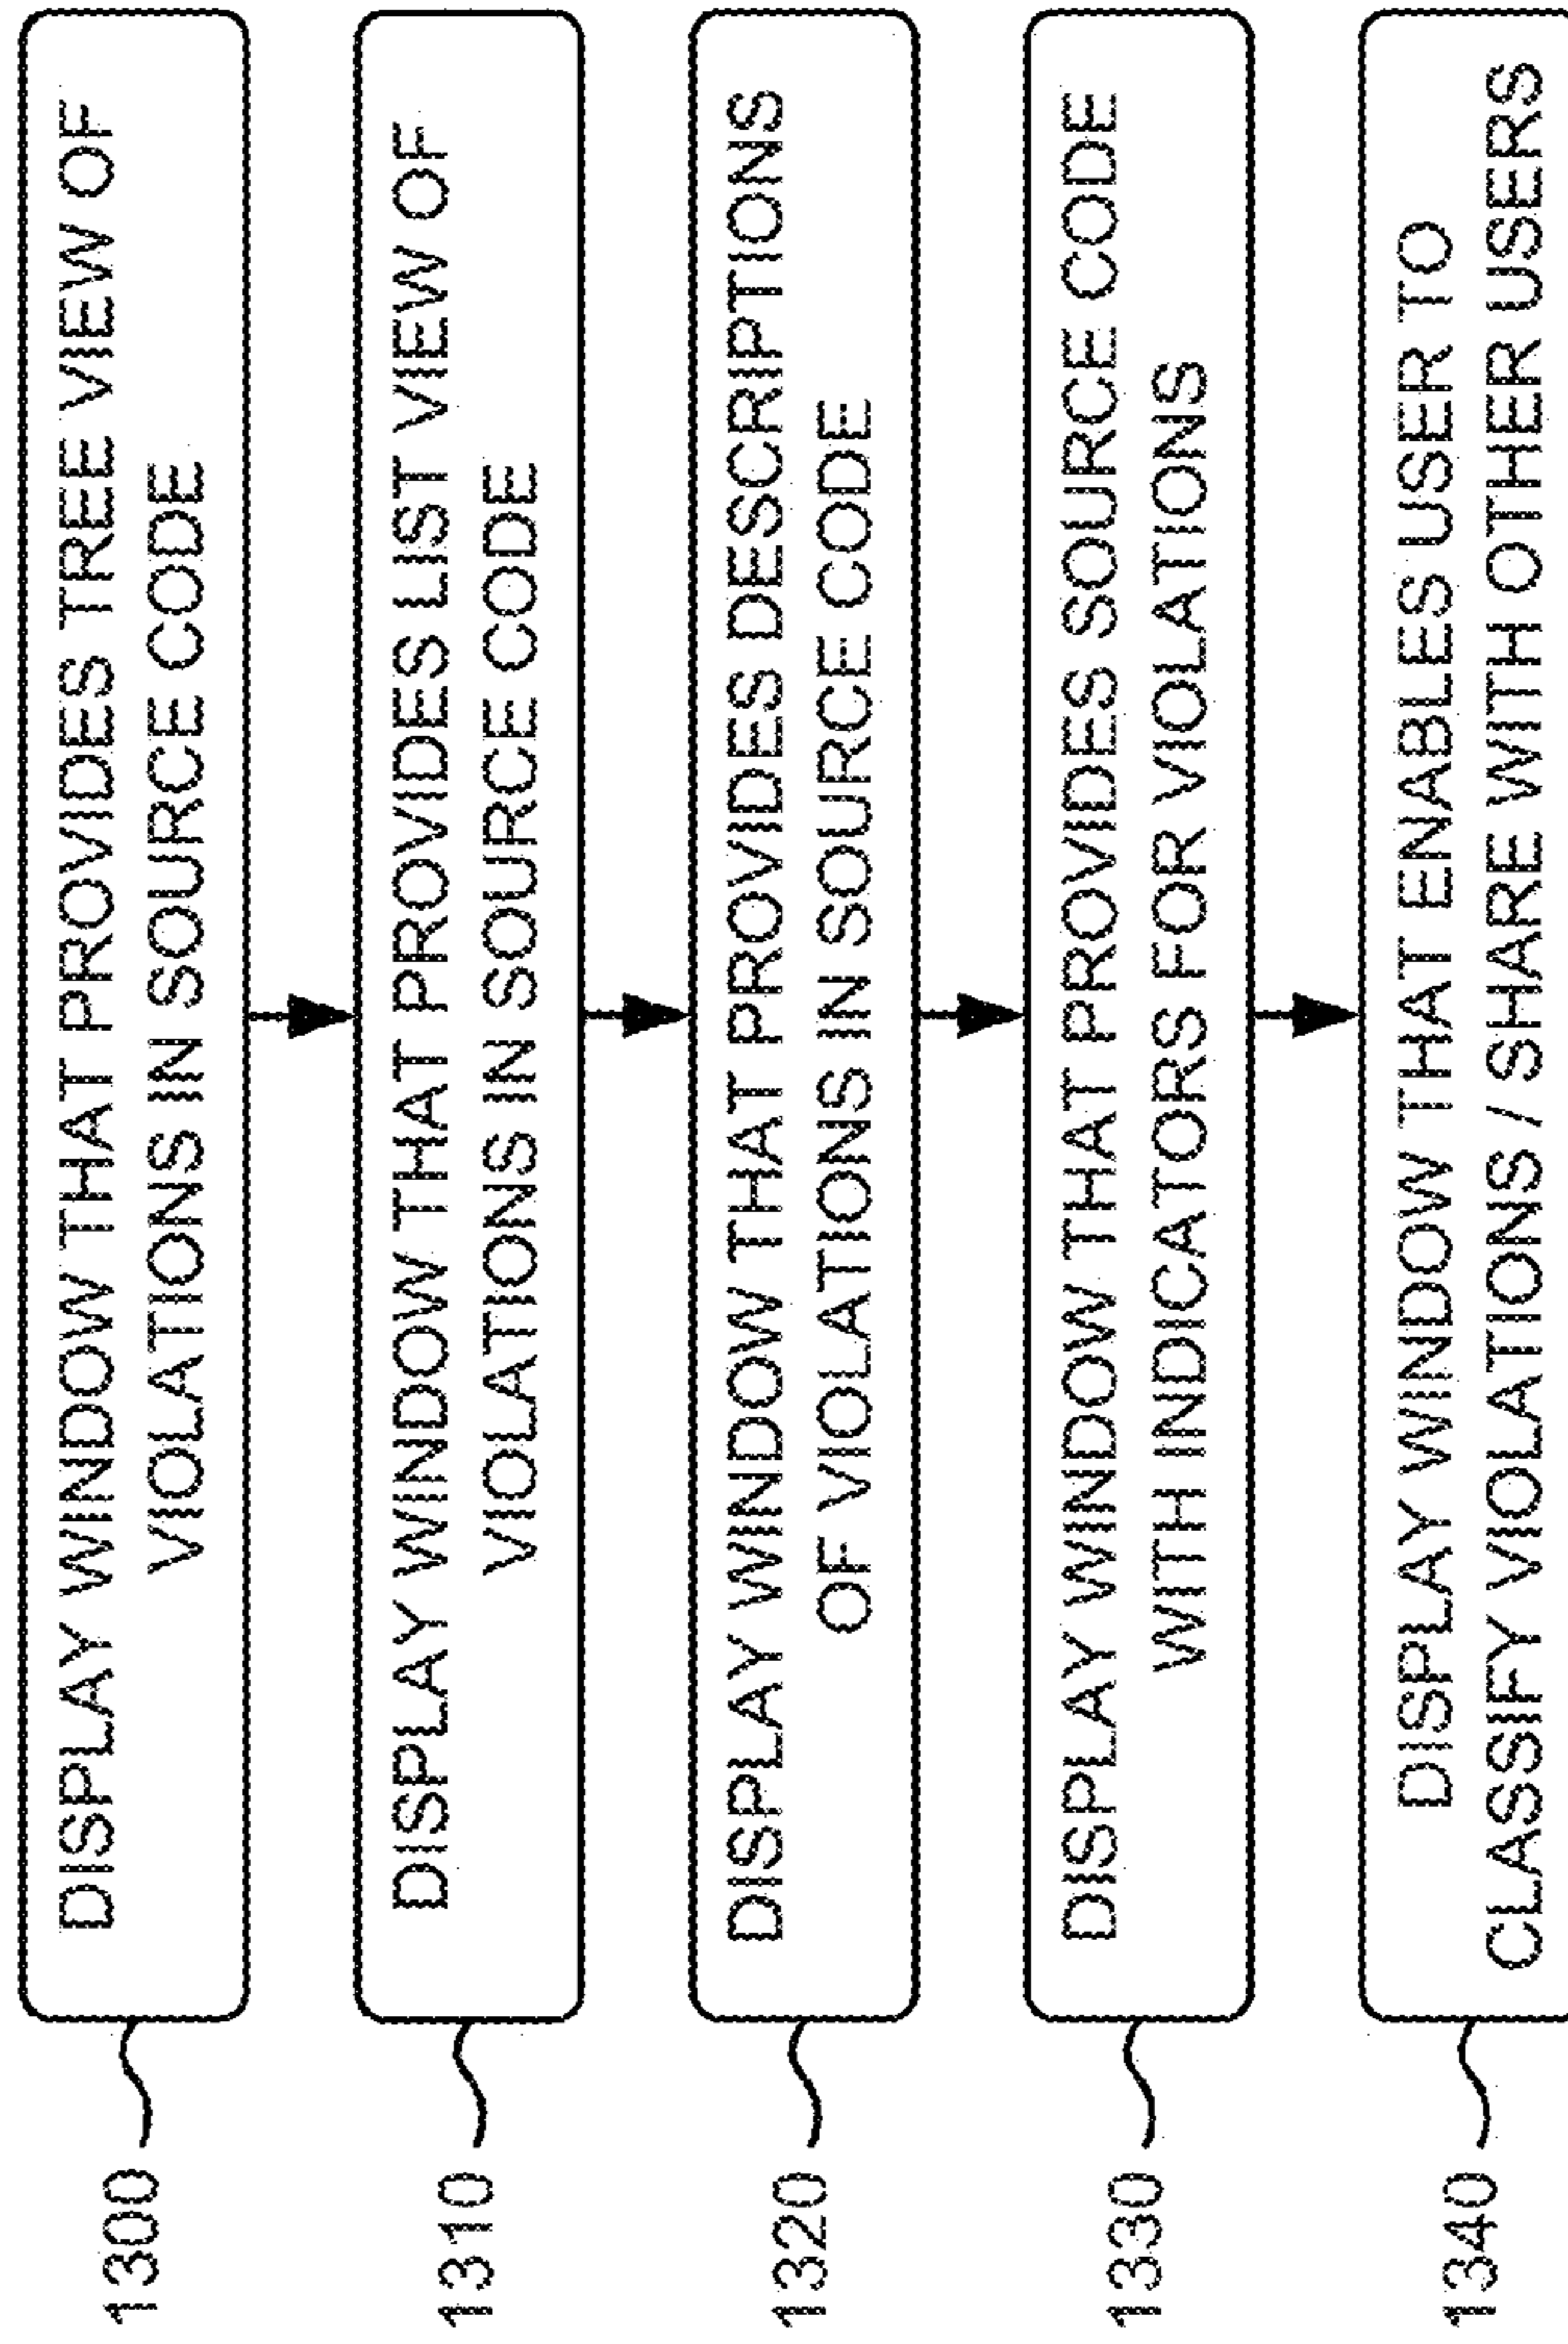 1300
DISPLAY WINDOW THAT PROVIDES TREE VIEW OF
VIOLATIONS IN SOURCE CODE
1310
DISPLAY WINDOW THAT PROVIDES LIST VIEW OF
VIOLATIONS IN SOURCE CODE
1320
DISPLAY WINDOW THAT PROVIDES DESCRIPTIONS
OF VIOLATIONS IN SOURCE CODE
1330
DISPLAY WINDOW THAT PROVIDES SOURCE CODE
WITH INDICATORS FOR VIOLATIONS
1340
DISPLAY WINDOW THAT ENABLES USER TO
CLASSIFY VIOLATIONS / SHARE WITH OTHER USERS